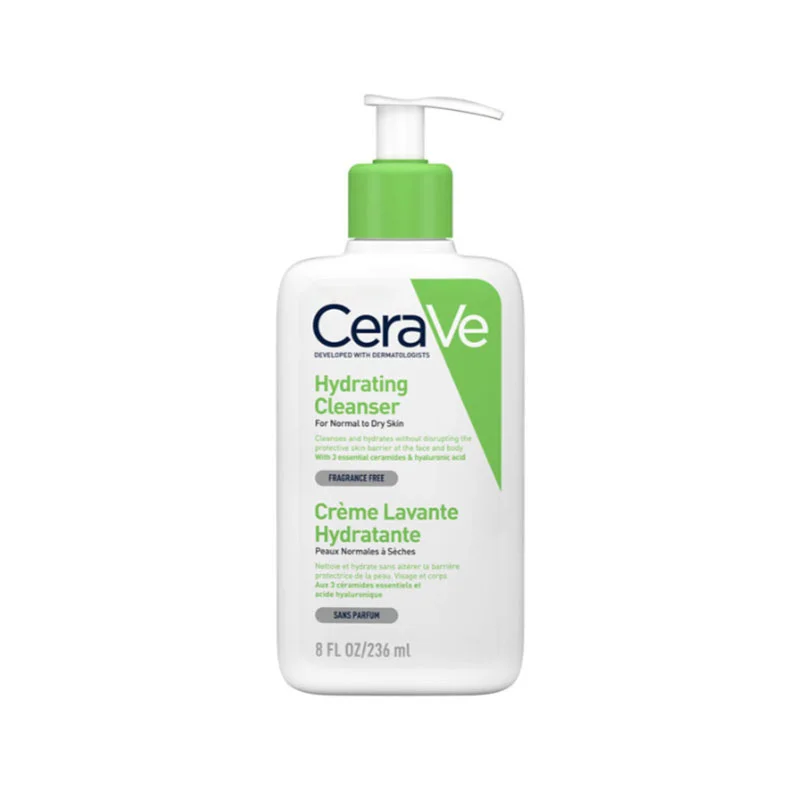 CeraVe
DEVELOPED WITH DERMATOLOGISTS
Hydrating
Cleanser
For Normal to Dry Skin
Cleanses and hydrates without disrupting the
protective skin barrier of the face and body
With 3 essential ceramides & hyaluronic acid
FRAGRANCE FREE
Crème Lavante
Hydratante
Peaux Normales à Sèches
Nettoie et hydrate sans altérer la barrière
protectrice de la peau. Visage et corps
Aux 3 céramides essentiels et
acide hyaluronique
SANS PARFUM
8 FL OZ/236 ml